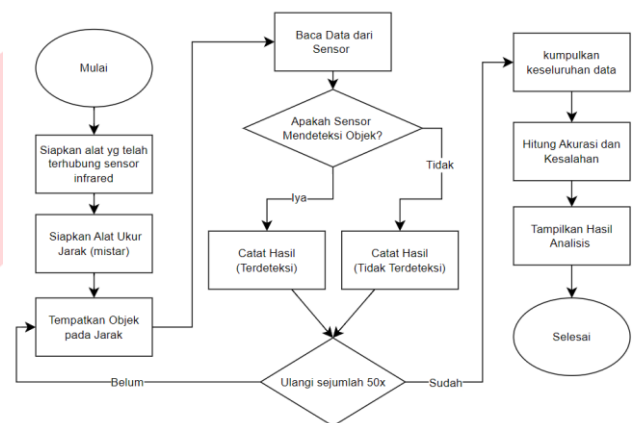 Mulai
Siapkan alat yg telah
terhubung sensor
infrared
Siapkan Alat Ukur
Jarak (mistar)
Tempatkan Objek
pada Jarak
Baca Data dari
Sensor
Apakah Sensor
Mendeteksi Objek?
Iya
Tidak
Catat Hasil
(Terdeteksi)
Catat Hasil
(Tidak Terdeteksi)
Ulangi sejumlah 50x
Belum
Sudah
kumpulkan
keseluruhan data
Hitung Akurasi dan
Kesalahan
Tampilkan Hasil
Analisis
Selesai